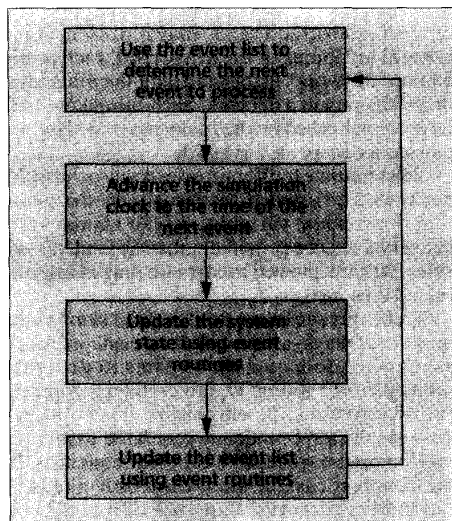 Use the event list to
determine the next
event to process
Advance the simulation
clock to the time of the
next event
Update the system
state using event
routines
Update the event list
using event routines